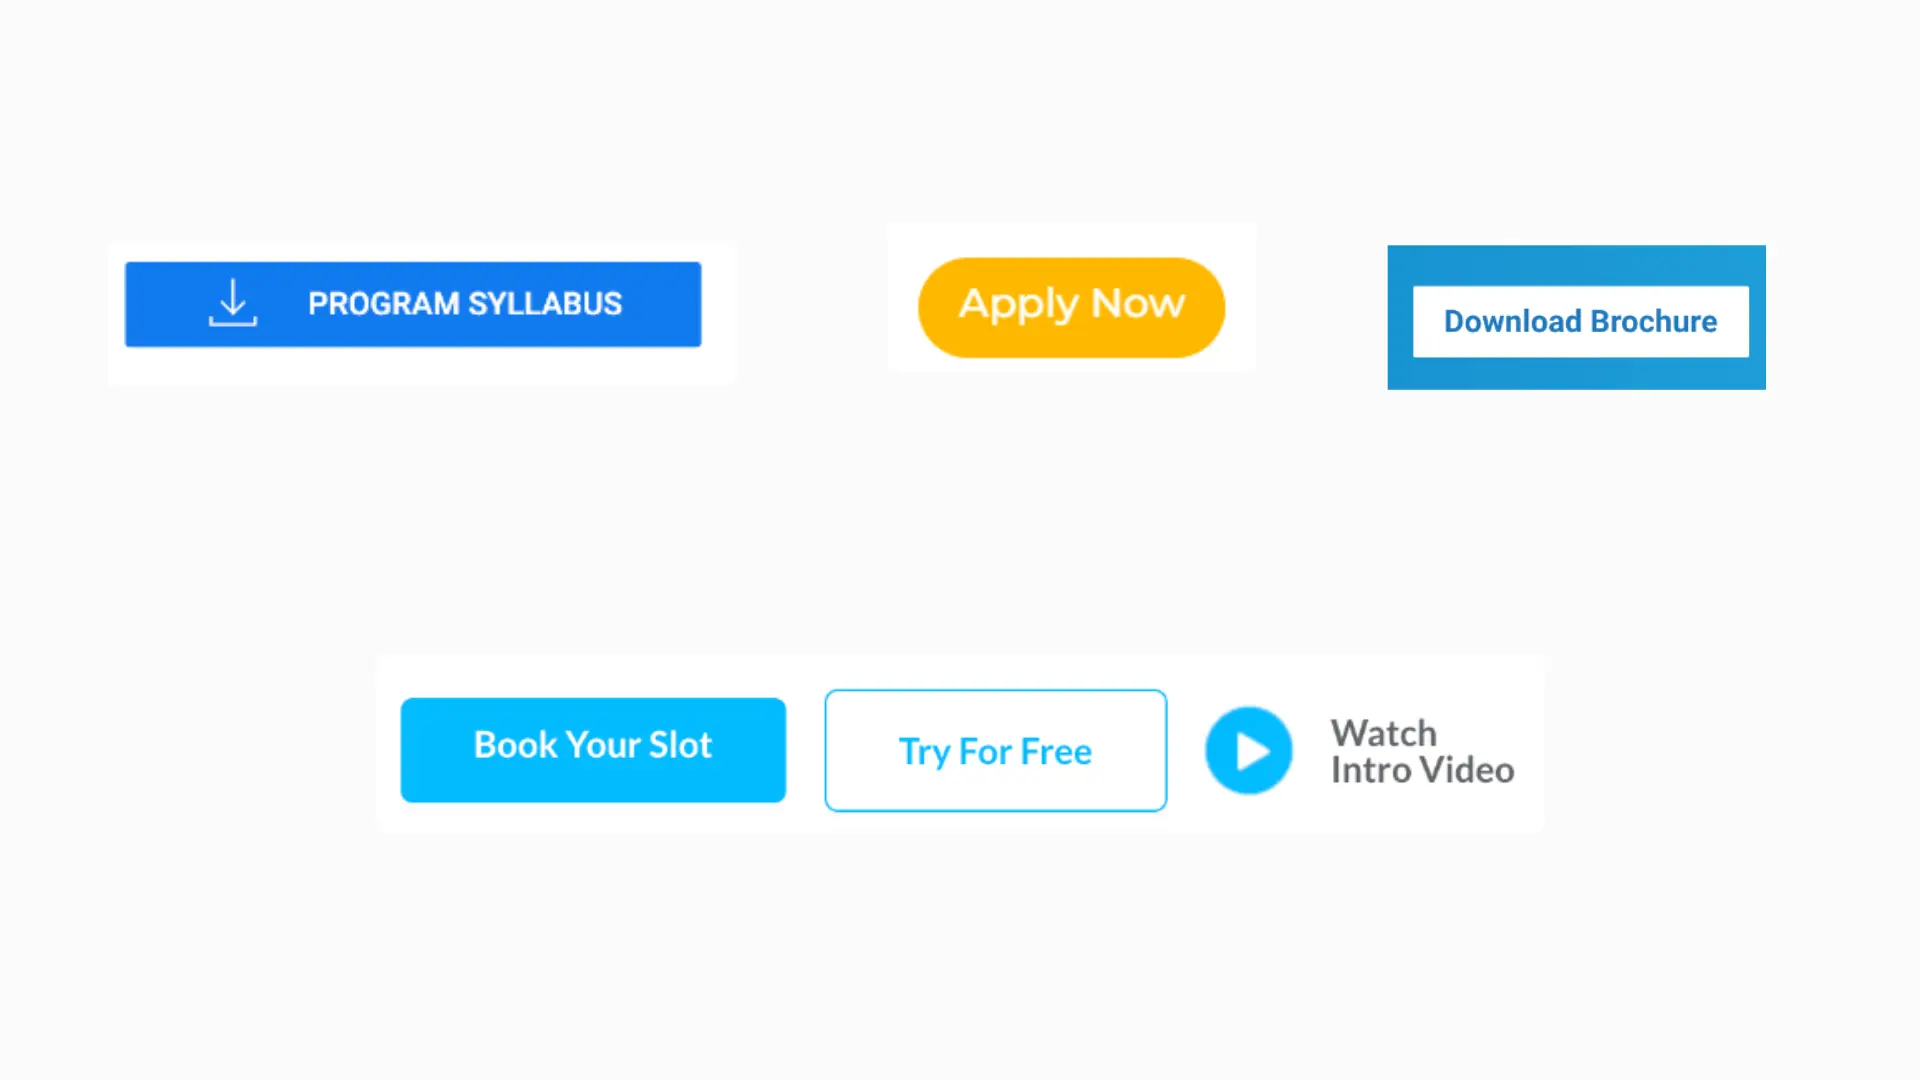 PROGRAM SYLLABUS
Apply Now
Download Brochure
Book Your Slot
Try For Free
Watch
Intro Video